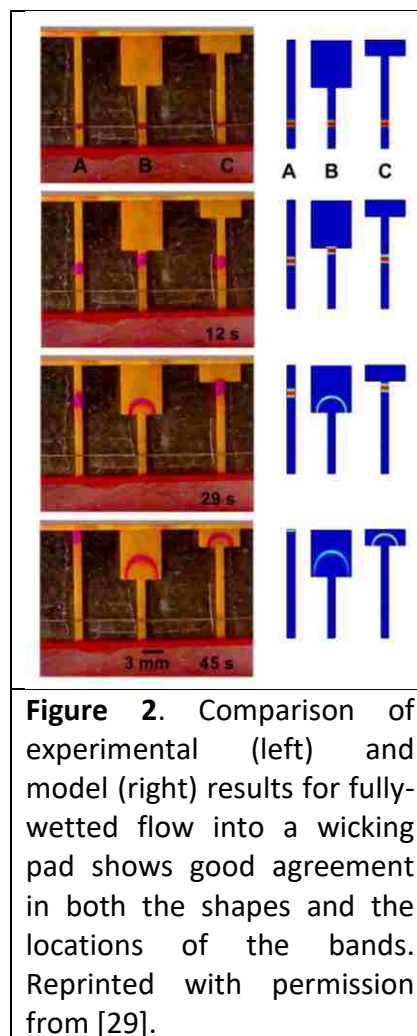 A B C
A B C
12 s
29 s
3 mm 45 s
Figure 2. Comparison of
experimental (left) and
model (right) results for fully-
wetted flow into a wicking
pad shows good agreement
in both the shapes and the
locations of the bands.
Reprinted with permission
from [29].